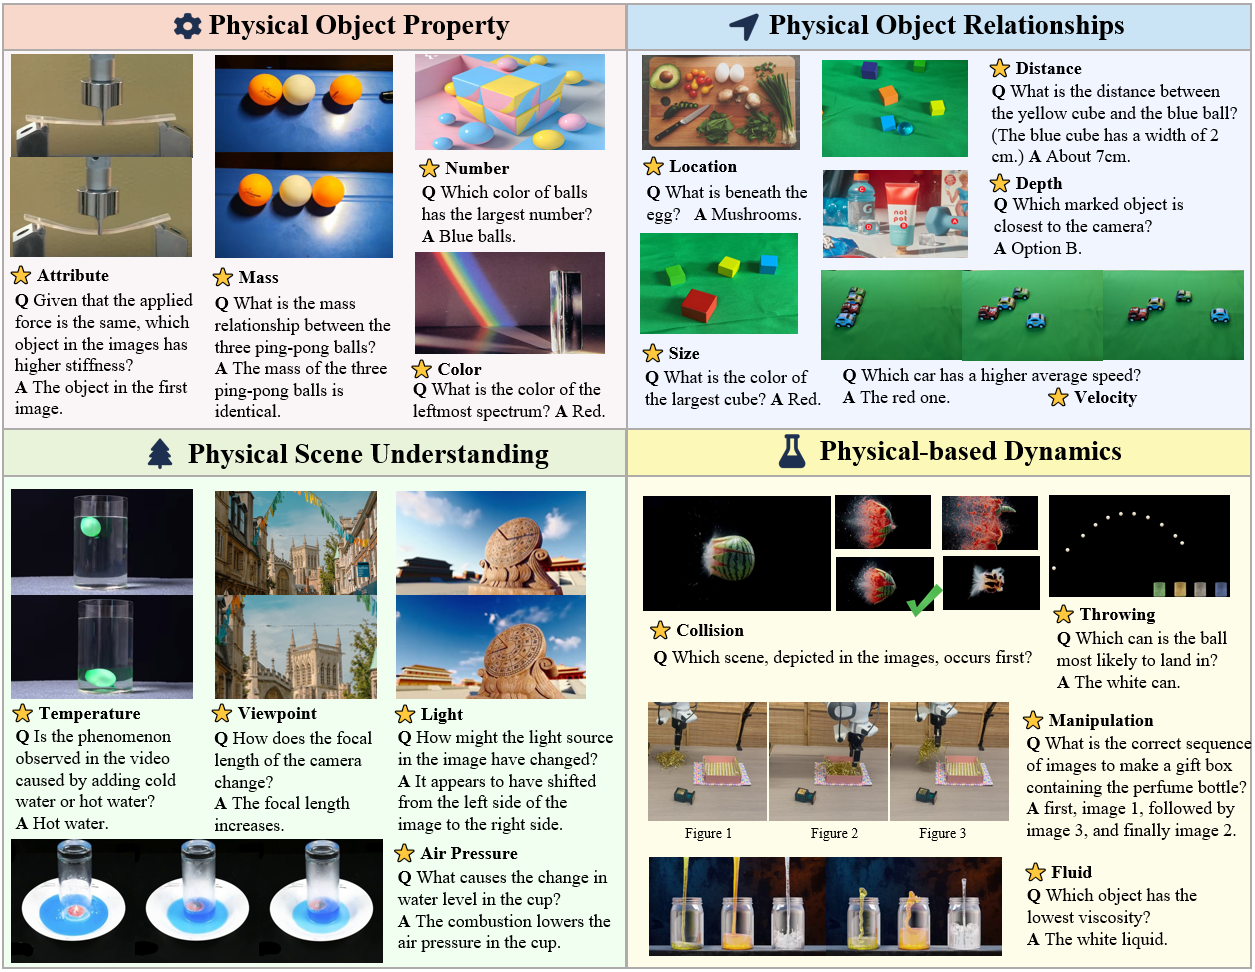 Physical Object Property
Attribute
Q Given that the applied
force is the same, which
object in the images has
higher stiffness?
A The object in the first
image.
Mass
Q What is the mass
relationship between the
three ping-pong balls?
A The mass of the three
ping-pong balls is
identical.
Number
Q Which color of balls
has the largest number?
A Blue balls.
Color
Q What is the color of the
leftmost spectrum? A Red.
Physical Object Relationships
Location
Q What is beneath the
egg? A Mushrooms.
Size
Q What is the color of
the largest cube? A Red.
Distance
Q What is the distance between
the yellow cube and the blue ball?
(The blue cube has a width of 2
cm.) A About 7cm.
C
not
pot
B
A
D
Depth
Q Which marked object is
closest to the camera?
A Option B.
Q Which car has a higher average speed?
A The red one.
Velocity
Physical Scene Understanding
Temperature
Q Is the phenomenon
observed in the video
caused by adding cold
water or hot water?
A Hot water.
Viewpoint
Q How does the focal
length of the camera
change?
A The focal length
increases.
Light
Q How might the light source
in the image have changed?
A It appears to have shifted
from the left side of the
image to the right side.
Air Pressure
Q What causes the change in
water level in the cup?
A The combustion lowers the
air pressure in the cup.
Physical-based Dynamics
Collision
Q Which scene, depicted in the images, occurs first?
Throwing
Q Which can is the ball
most likely to land in?
A The white can.
Figure 1
Figure 2
Figure 3
Manipulation
Q What is the correct sequence
of images to make a gift box
containing the perfume bottle?
A first, image 1, followed by
image 3, and finally image 2.
Fluid
Q Which object has the
lowest viscosity?
A The white liquid.